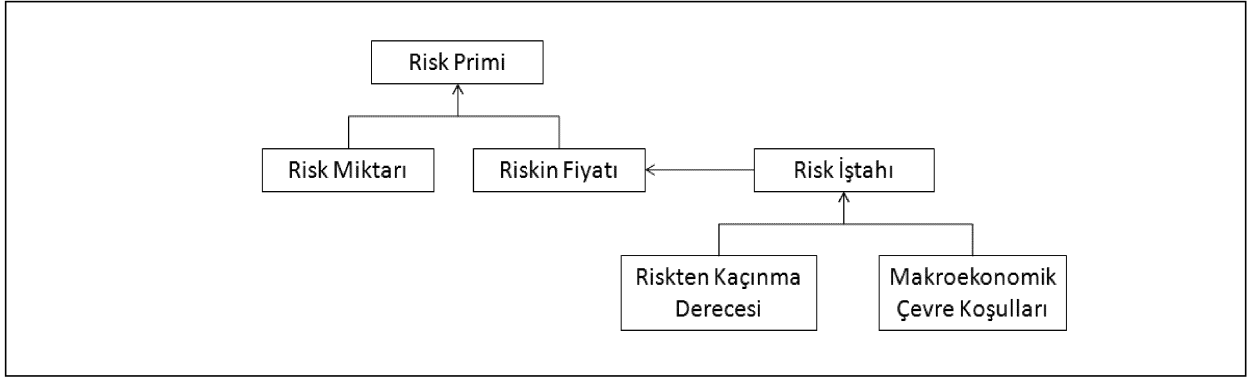 Risk Primi
Risk Miktarı
Riskin Fiyatı
Risk İştahı
Riskten Kaçınma
Derecesi
Makroekonomik
Çevre Koşulları